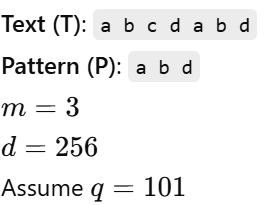 Text (T): a b c d a b d
Pattern (P): a b d
m = 3
d = 256
Assume q = 101